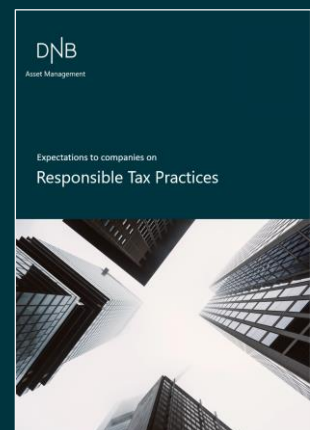 DNB
Asset Management
Expectations to companies on
Responsible Tax Practices